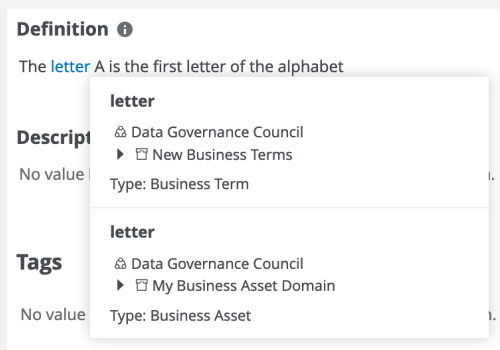 Definition
The letter A is the first letter of the alphabet
letter
Data Governance Council
New Business Terms
Type: Business Term
Descript
No value
letter
Data Governance Council
My Business Asset Domain
Type: Business Asset
Tags
No value